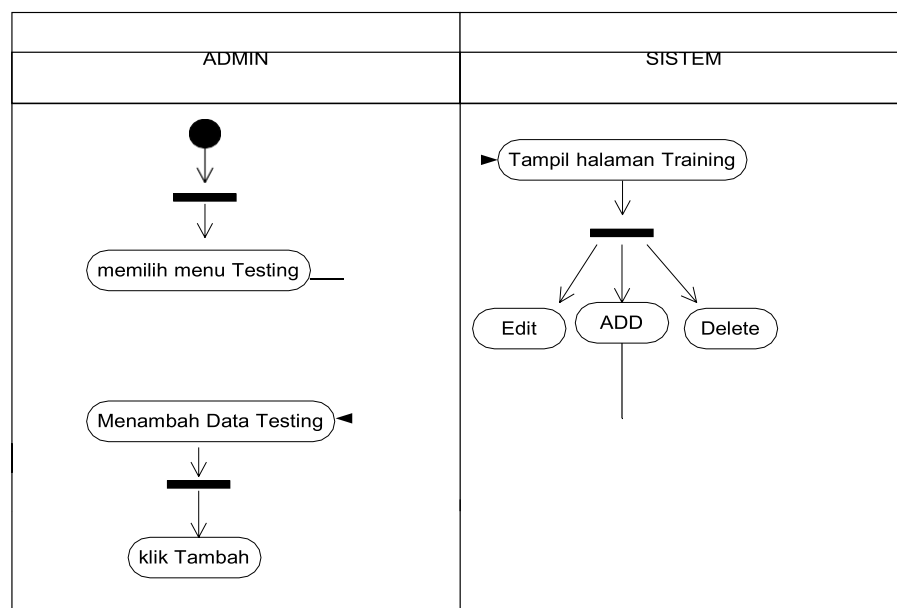 ADMIN
SISTEM
Tampil halaman Training
memilih menu Testing
Edit
ADD
Delete
Menambah Data Testing
klik Tambah